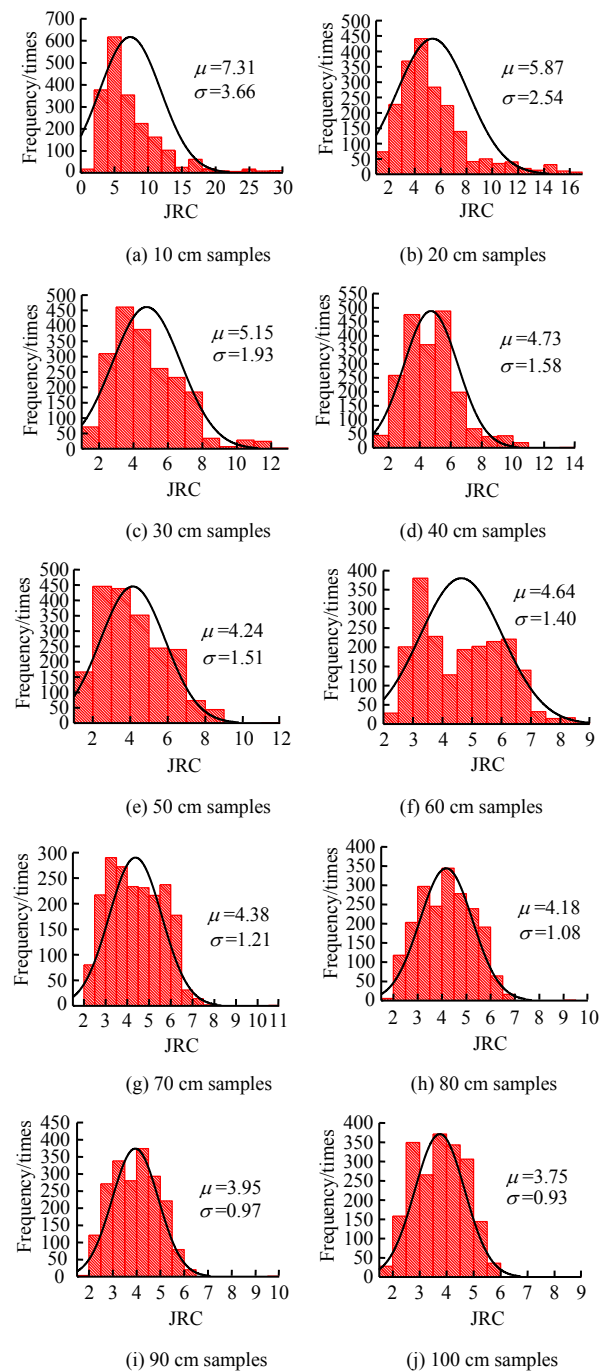 700
600
500
400
300
200
100
0
Frequency/times
μ=7.31
σ=3.66
0 5 10 15 20 25 30
JRC
(a) 10 cm samples
500
450
400
350
300
250
200
150
100
50
0
Frequency/times
μ=5.87
σ=2.54
2 4 6 8 10 12 14 16
JRC
(b) 20 cm samples
500
450
400
350
300
250
200
150
100
50
0
Frequency/times
μ=5.15
σ=1.93
2 4 6 8 10 12
JRC
(c) 30 cm samples
550
500
450
400
350
300
250
200
150
100
50
0
Frequency/times
μ=4.73
σ=1.58
2 4 6 8 10 12 14
JRC
(d) 40 cm samples
500
450
400
350
300
250
200
150
100
50
0
Frequency/times
μ=4.24
σ=1.51
2 4 6 8 10 12
JRC
(e) 50 cm samples
400
350
300
250
200
150
100
50
0
Frequency/times
μ=4.64
σ=1.40
2 3 4 5 6 7 8 9
JRC
(f) 60 cm samples
300
250
200
150
100
50
0
Frequency/times
μ=4.38
σ=1.21
2 3 4 5 6 7 8 9 10 11
JRC
(g) 70 cm samples
400
350
300
250
200
150
100
50
0
Frequency/times
μ=4.18
σ=1.08
2 3 4 5 6 7 8 9 10
JRC
(h) 80 cm samples
450
400
350
300
250
200
150
100
50
0
Frequency/times
μ=3.95
σ=0.97
2 3 4 5 6 7 8 9 10
JRC
(i) 90 cm samples
400
350
300
250
200
150
100
50
0
Frequency/times
μ=3.75
σ=0.93
2 3 4 5 6 7 8 9
JRC
(j) 100 cm samples